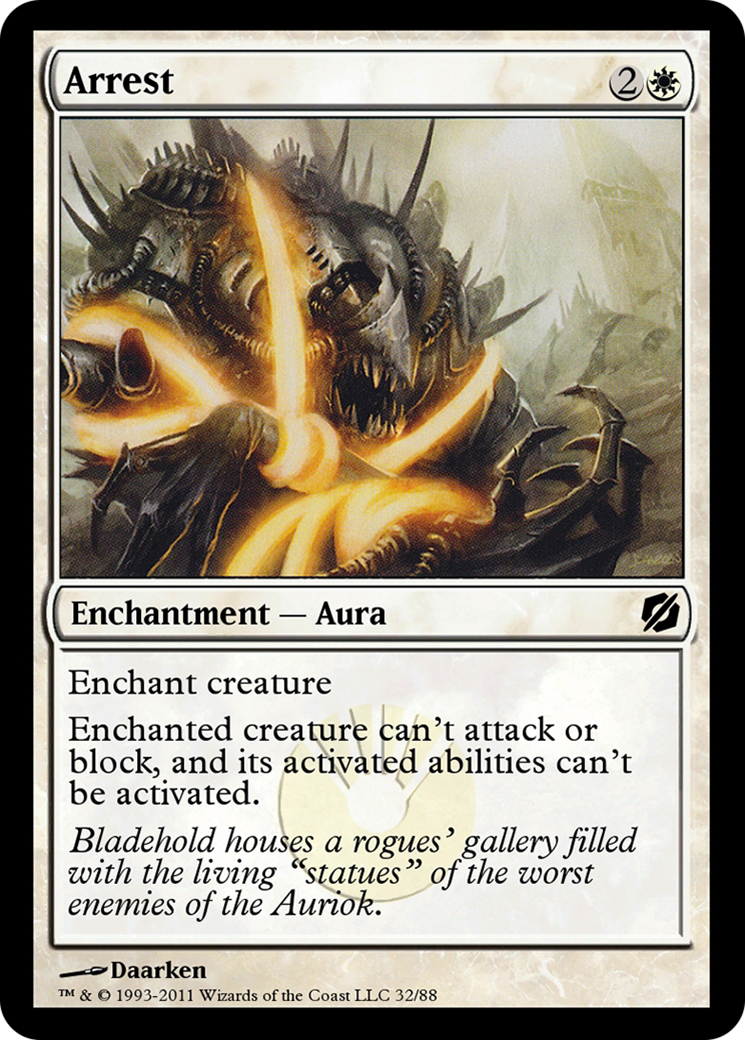 Arrest
2
Enchantment — Aura
Enchant creature
Enchanted creature can't attack or
block, and its activated abilities can't
be activated.
Bladehold houses a rogues' gallery filled
with the living “statues” of the worst
enemies of the Auriok.
Daarken
™ & © 1993-2011 Wizards of the Coast LLC 32/88